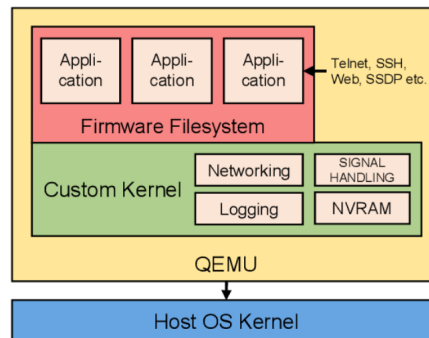 Appli-
cation
Appli-
cation
Appli-
cation
Telnet, SSH,
Web, SSDP etc.
Firmware Filesystem
Custom Kernel
Networking
SIGNAL
HANDLING
Logging
NVRAM
QEMU
Host OS Kernel